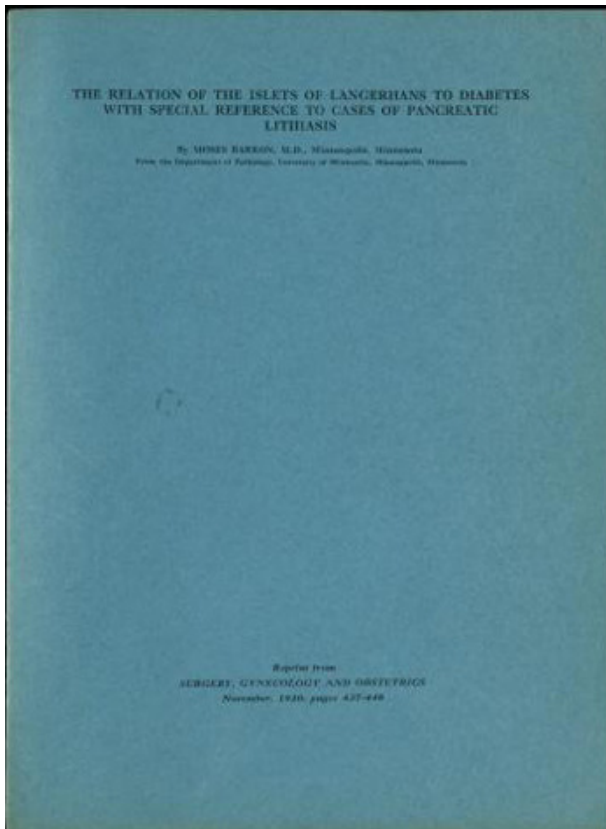 THE RELATION OF THE ISLETS OF LANGERHANS TO DIABETES
WITH SPECIAL REFERENCE TO CASES OF PANCREATIC
LITHIASIS
By MOSES BARRON, M.D., Minneapolis, Minnesota
From the Department of Pathology, University of Minnesota, Minneapolis, Minnesota
Reprint from
SURGERY, GYNECOLOGY AND OBSTETRICS
November, 1920, pages 437-448